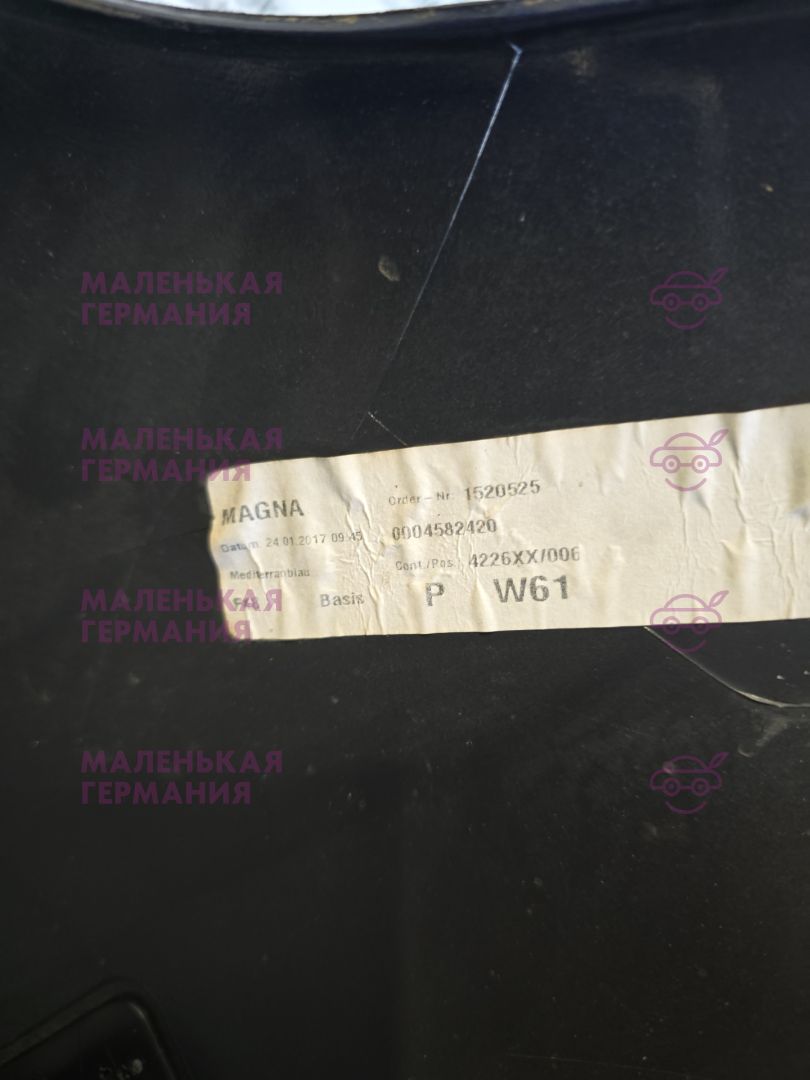 МАЛЕНЬКАЯ
ГЕРМАНИЯ
МАЛЕНЬКАЯ
ГЕРМАНИЯ
MAGNA
Order-Nr. 1520525
Datum 24.01.2017 09:45
0004582420
Mediterranblau
Cont./Pos 4226XX/006
Basis
P
W61
МАЛЕНЬКАЯ
ГЕРМАНИЯ
МАЛЕНЬКАЯ
ГЕРМАНИЯ